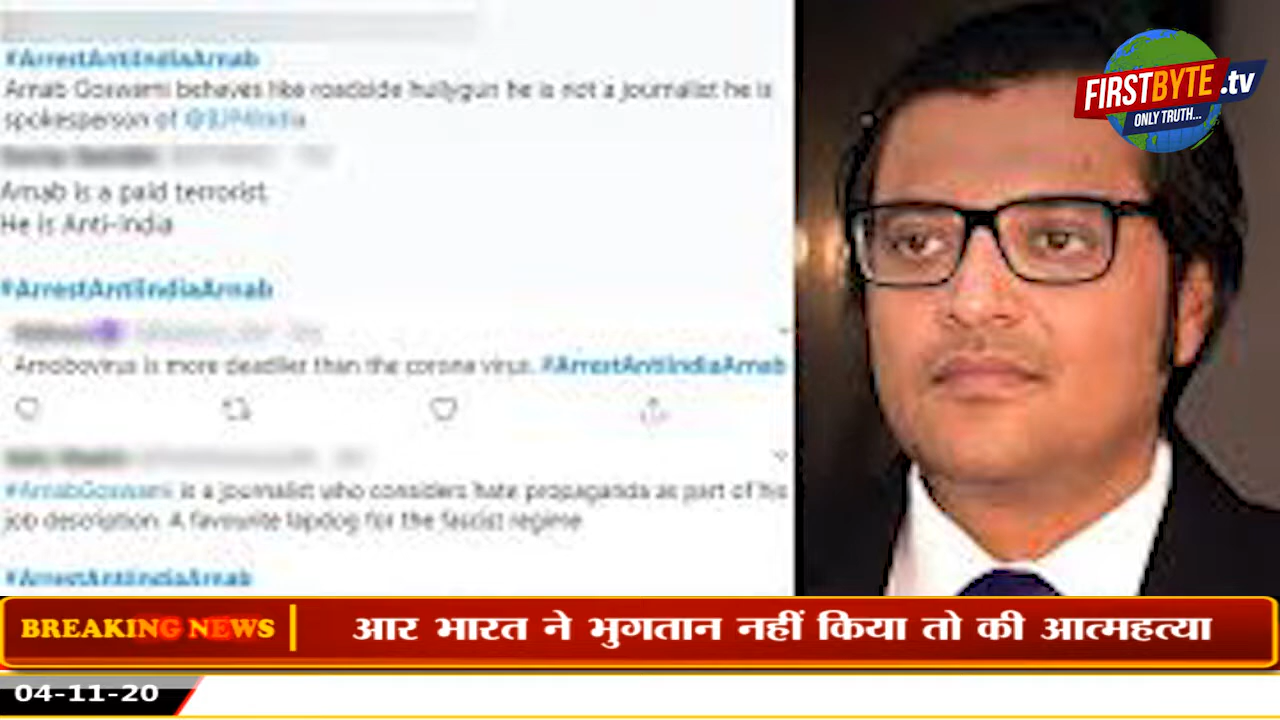 #ArrestAntiIndiaArnab
Arnab Goswami behaves like roadside hullygun he is not a journalist he is
spokesperson of @BJP4India
Arnab is a paid terrorist.
He is Anti-India
#ArrestAntiIndiaArnab
Arnobovirus is more deadlier than the corona virus. #ArrestAntiIndiaArnab
#ArnabGoswami is a journalist who considers hate propaganda as part of his
job description. A favourite lapdog for the fascist regime
#ArrestAntiIndiaArnab
FIRSTBYTE.tv
ONLY TRUTH...
BREAKING NEWS
आर भारत ने भुगतान नहीं किया तो की आत्महत्या
04-11-20